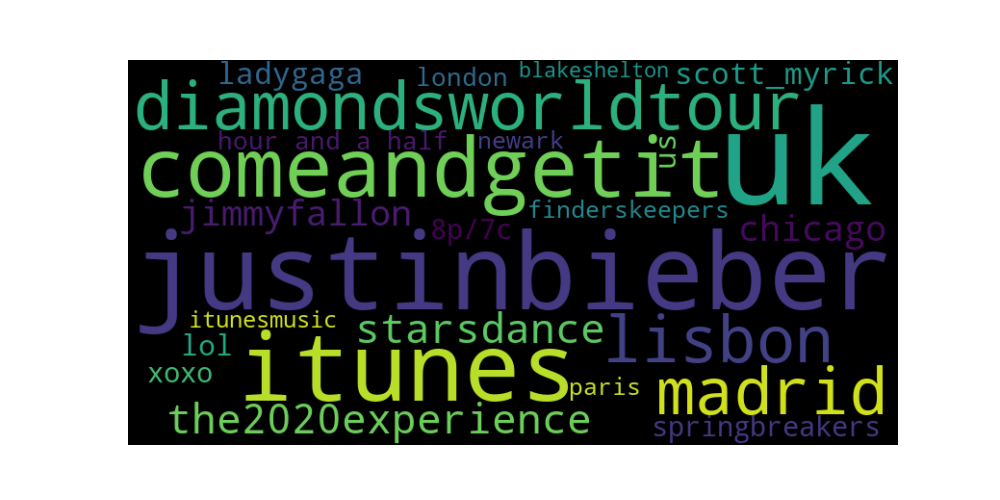 ladygaga
london
blakeshelton
scott_myrick
diamondsworldtour
hour and a half
newark
us
comeandgetit
uk
jimmyfallon
8p/7c
finderskeepers
chicago
justinbieber
itunesmusic
starsdance
lisbon
lol
xoxo
itunes
paris
madrid
the2020experience
springbreakers